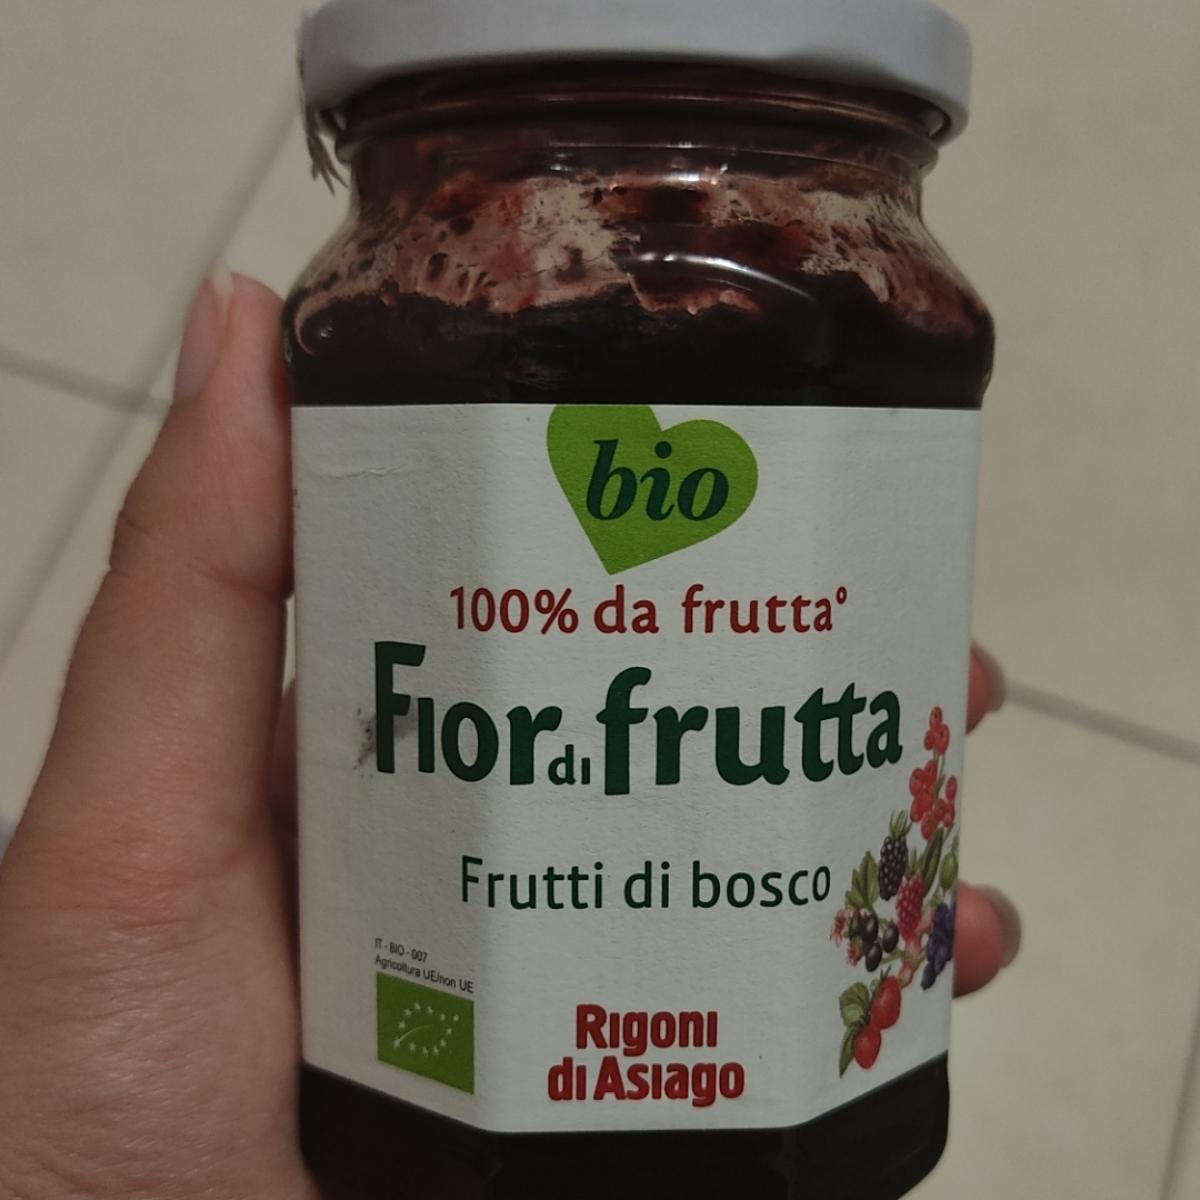 bio
100% da frutta°
Fior di frutta
Frutti di bosco
IT - BIO - 007
Agricoltura UE/non UE
Rigoni
di Asiago